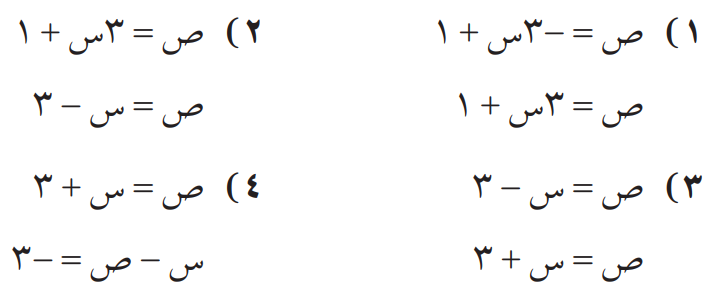 ١) ص = –٣س + ١
ص = ٣س + ١
٢) ص = ٣س + ١
ص = س – ٣
٣) ص = س – ٣
ص = س + ٣
٤) ص = س + ٣
س – ص = –٣